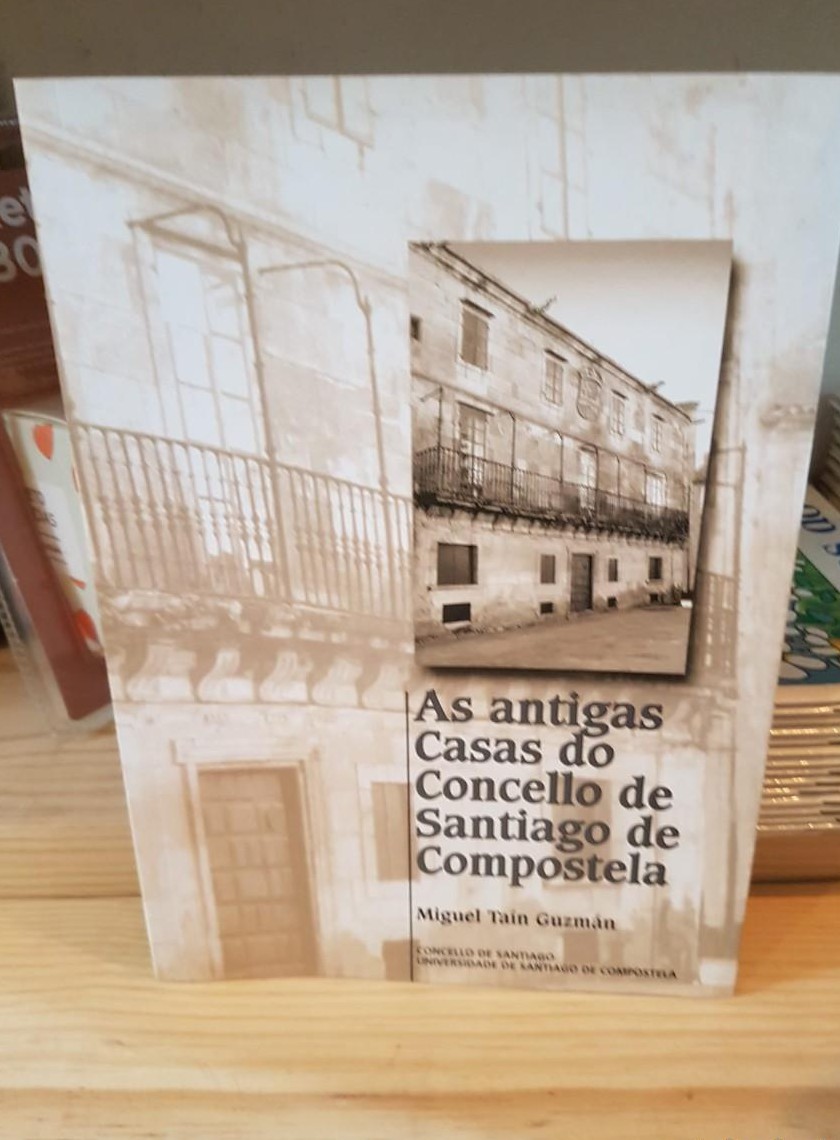 As antigas
Casas do
Concello de
Santiago de
Compostela
Miguel Taín Guzmán
CONCELLO DE SANTIAGO
UNIVERSIDADE DE SANTIAGO DE COMPOSTELA